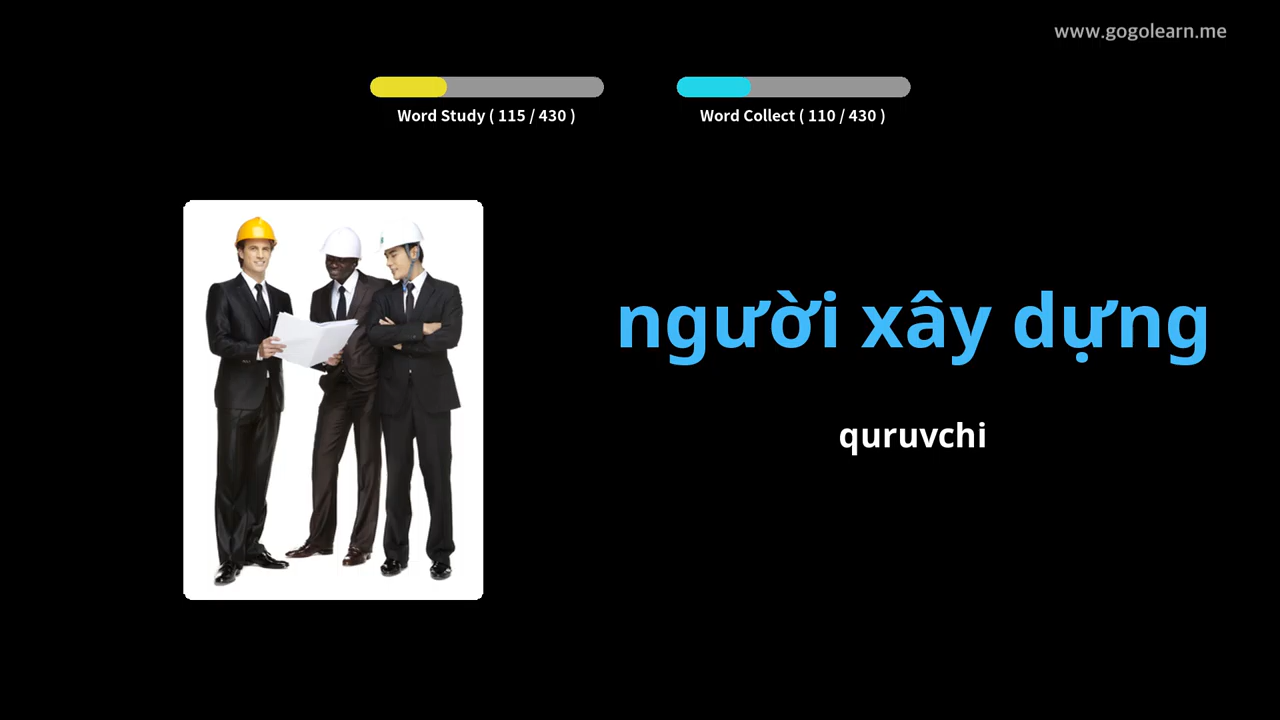 www.gogolearn.me
Word Study ( 115 / 430 )
Word Collect ( 110 / 430 )
người xây dựng
quruvchi